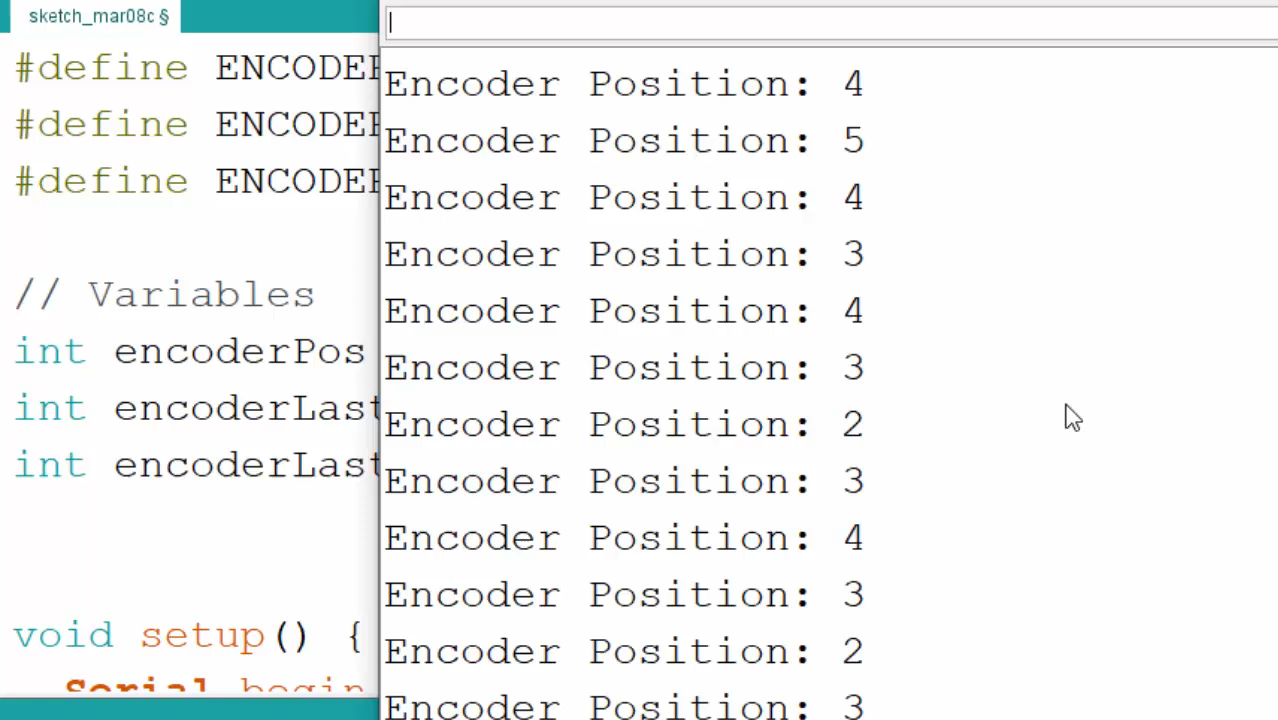 sketch_mar08c §
#define ENCODER
#define ENCODER
#define ENCODER
// Variables
int encoderPos
int encoderLast
int encoderLast
void setup() {
Serial begin
Encoder Position: 4
Encoder Position: 5
Encoder Position: 4
Encoder Position: 3
Encoder Position: 4
Encoder Position: 3
Encoder Position: 2
Encoder Position: 3
Encoder Position: 4
Encoder Position: 3
Encoder Position: 2
Encoder Position: 3